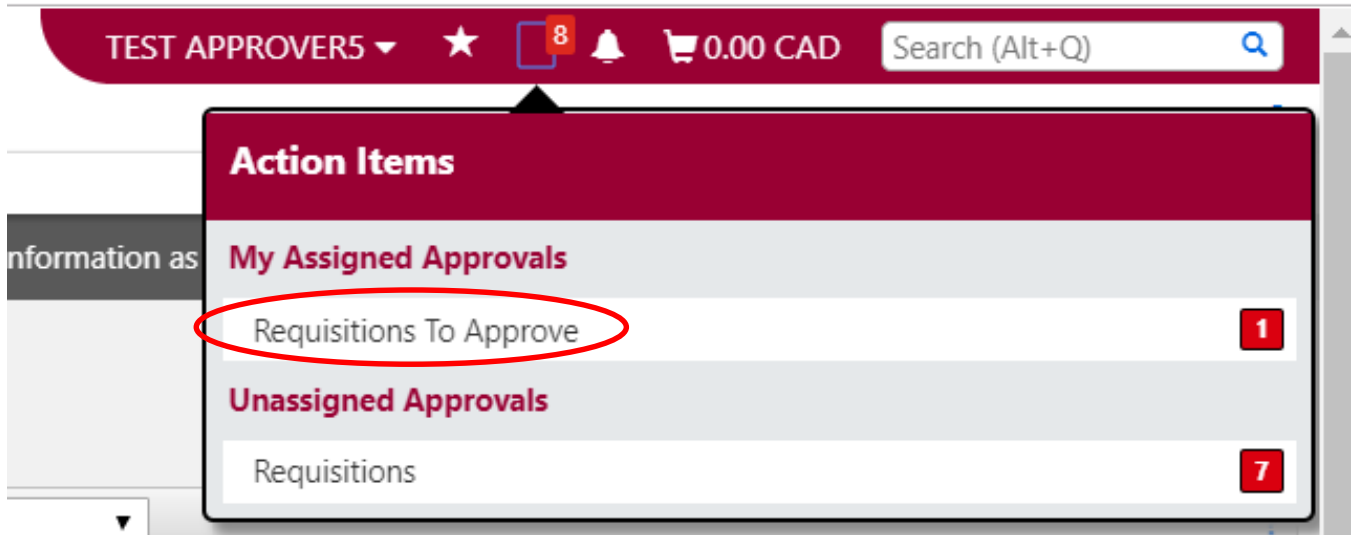 TEST APPROVER5 8 0.00 CAD Search (Alt+Q)
Action Items
nformation as
My Assigned Approvals
Requisitions To Approve 1
Unassigned Approvals
Requisitions 7